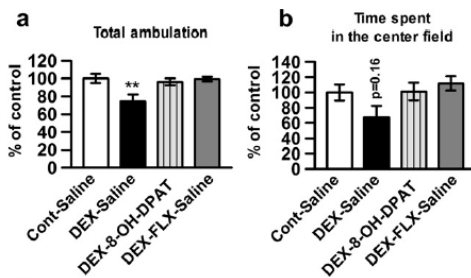 a
Total ambulation
% of control
120
100
80
60
40
20
0
**
Cont-Saline
DEX-Saline
DEX-8-OH-DPAT
DEX-FLX-Saline
b
Time spent
in the center field
% of control
140
120
100
80
60
40
20
0
p=0.16
Cont-Saline
DEX-Saline
DEX-8-OH-DPAT
DEX-FLX-Saline